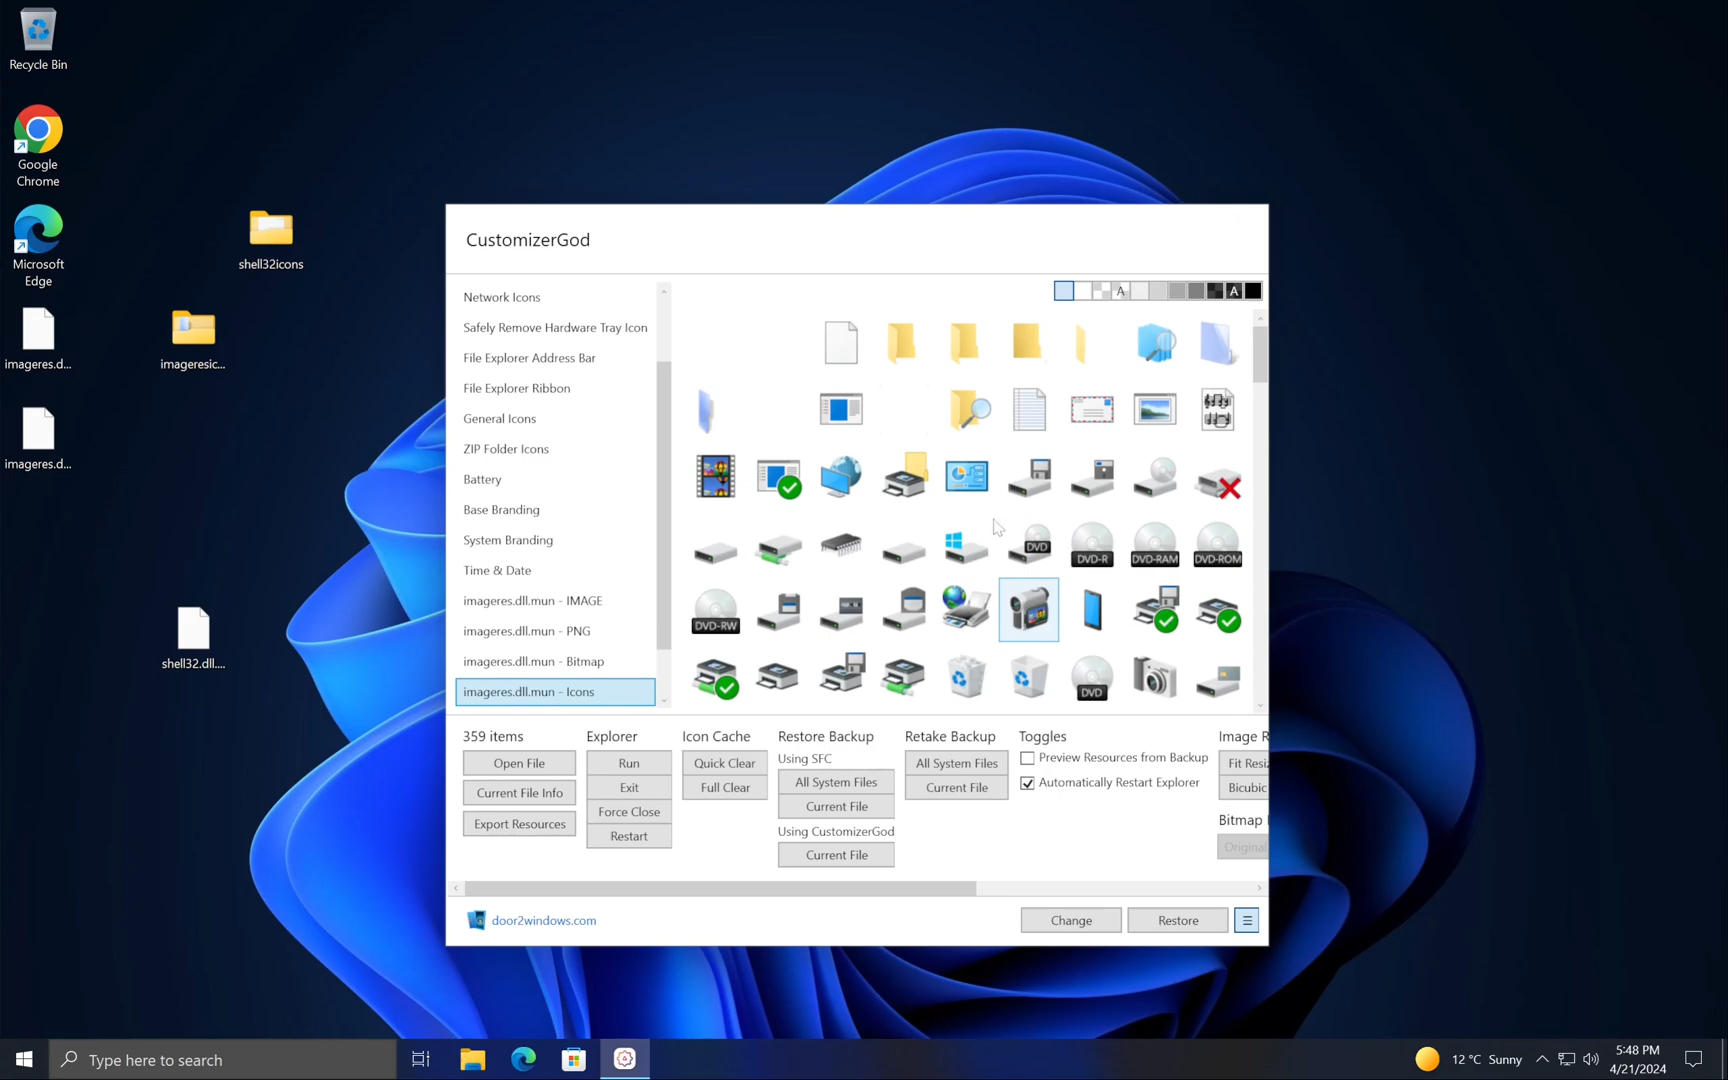 Recycle Bin
Google
Chrome
Microsoft
Edge
imageres.d...
imageres.d...
shell32icons
imageresic...
shell32.dll....
CustomizerGod
Network Icons
Safely Remove Hardware Tray Icon
File Explorer Address Bar
File Explorer Ribbon
General Icons
ZIP Folder Icons
Battery
Base Branding
System Branding
Time & Date
imageres.dll.mun - IMAGE
imageres.dll.mun - PNG
imageres.dll.mun - Bitmap
imageres.dll.mun - Icons
A
A
DVD
DVD-R
DVD-RAM
DVD-ROM
DVD-RW
DVD
359 items
Open File
Current File Info
Export Resources
Explorer
Run
Exit
Force Close
Restart
Icon Cache
Quick Clear
Full Clear
Restore Backup
Using SFC
All System Files
Current File
Using CustomizerGod
Current File
Retake Backup
All System Files
Current File
Toggles
Preview Resources from Backup
Automatically Restart Explorer
Image R
Fit Resiz
Bicubic
Bitmap
Original
door2windows.com
Change
Restore
Type here to search
12 °C Sunny
5:48 PM
4/21/2024